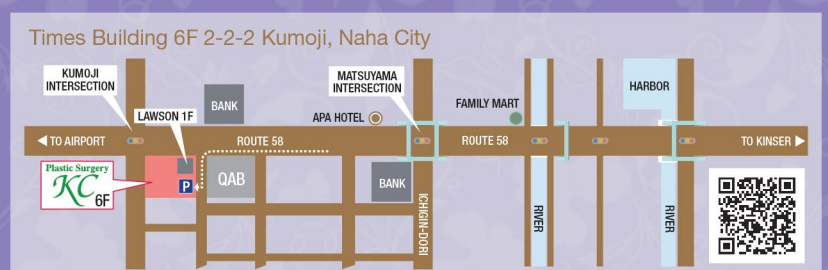 Times Building 6F 2-2-2 Kumoji, Naha City
KUMOJI
INTERSECTION
MATSUYAMA
INTERSECTION
HARBOR
BANK
LAWSON 1F
APA HOTEL
FAMILY MART
TO AIRPORT
ROUTE 58
ROUTE 58
TO KINSER
Plastic Surgery
KC
6F
P
QAB
BANK
ICHIGIN-DORI
RIVER
RIVER